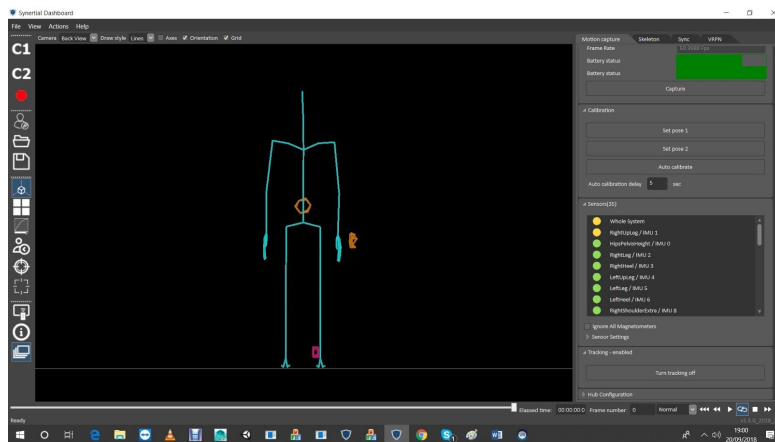 Synertial Dashboard
File View Actions Help
Camera Back View Draw style Lines Axes Orientation Grid
C1
C2
Motion capture Skeleton Sync VRPN
Frame Rate
Battery status
Battery status
Capture
Calibration
Set pose 1
Set pose 2
Auto calibrate
Auto calibration delay 5 sec
Sensors(35)
Whole System
RightUpLeg / IMU 1
HipsPelvisHeight / IMU 0
RightLeg / IMU 2
RightHeel / IMU 3
LeftUpLeg / IMU 4
LeftLeg / IMU 5
LeftHeel / IMU 6
RightShoulderExtra / IMU 8
Ignore All Magnetometers
Sensor Settings
Tracking - enabled
Turn tracking off
Hub Configuration
Elapsed time: 00:00:00:0 Frame number: 0 Normal
Ready
19:00
20/09/2018